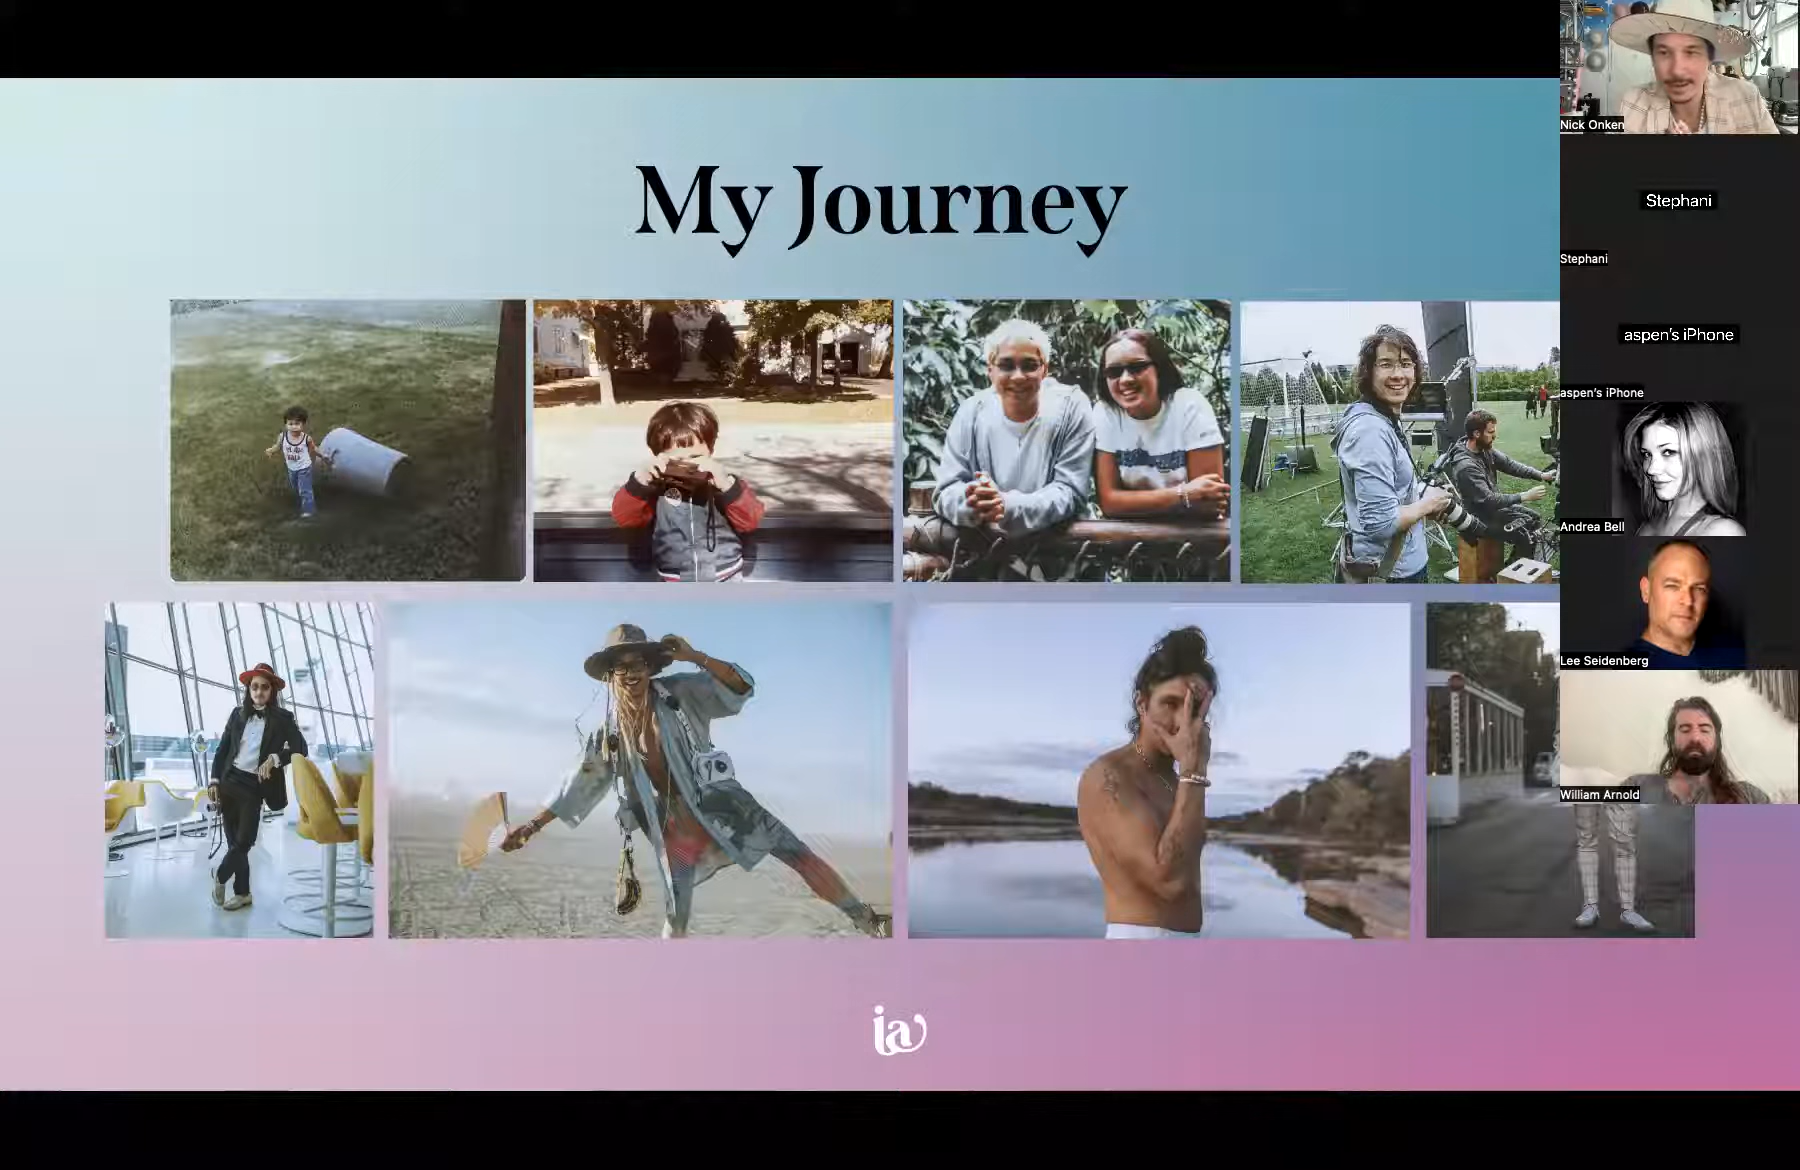 My Journey
Nick Onken
Stephani
Stephani
aspen's iPhone
aspen's iPhone
Andrea Bell
Lee Seidenberg
William Arnold
ia